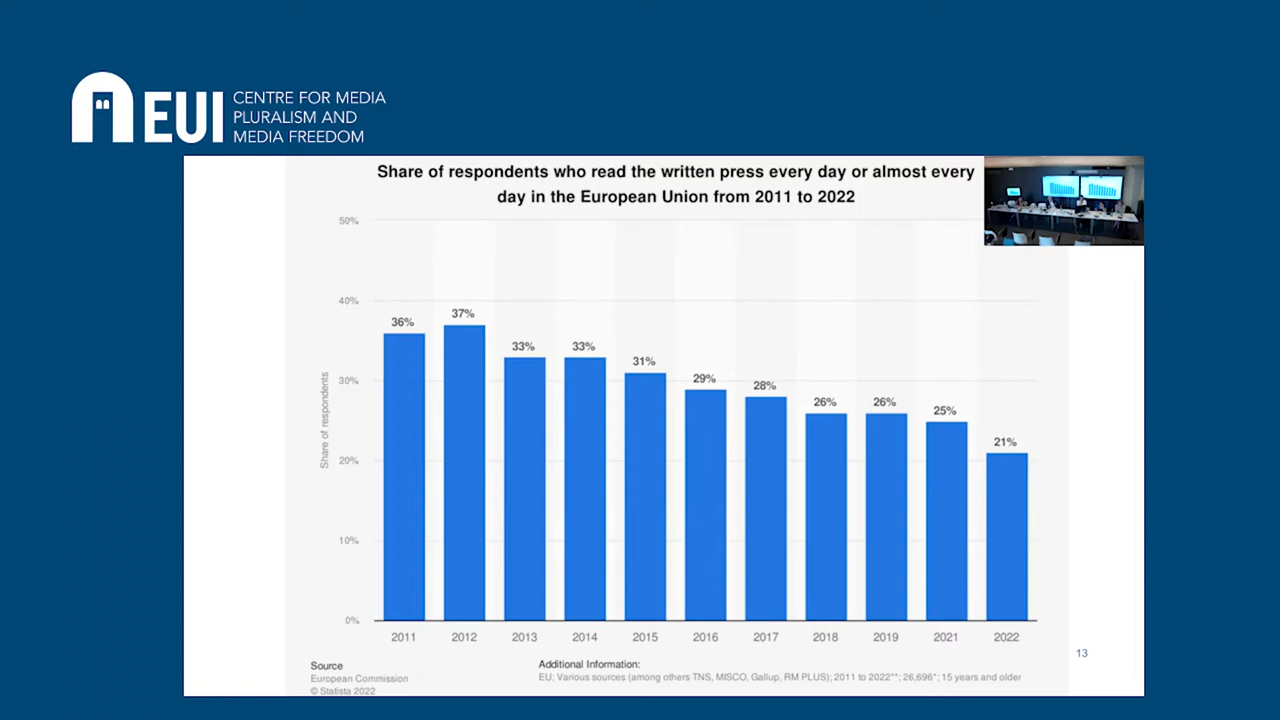 EUI
CENTRE FOR MEDIA
PLURALISM AND
MEDIA FREEDOM
Share of respondents who read the written press every day or almost every
day in the European Union from 2011 to 2022
50%
40%
30%
20%
10%
0%
Share of respondents
36%
37%
33%
33%
31%
29%
28%
26%
26%
25%
21%
2011 2012 2013 2014 2015 2016 2017 2018 2019 2021 2022
13
Source
European Commission
© Statista 2022
Additional Information:
EU; Various sources (among others TNS, MISCO, Gallup, RM PLUS); 2011 to 2022**; 26,696*; 15 years and older